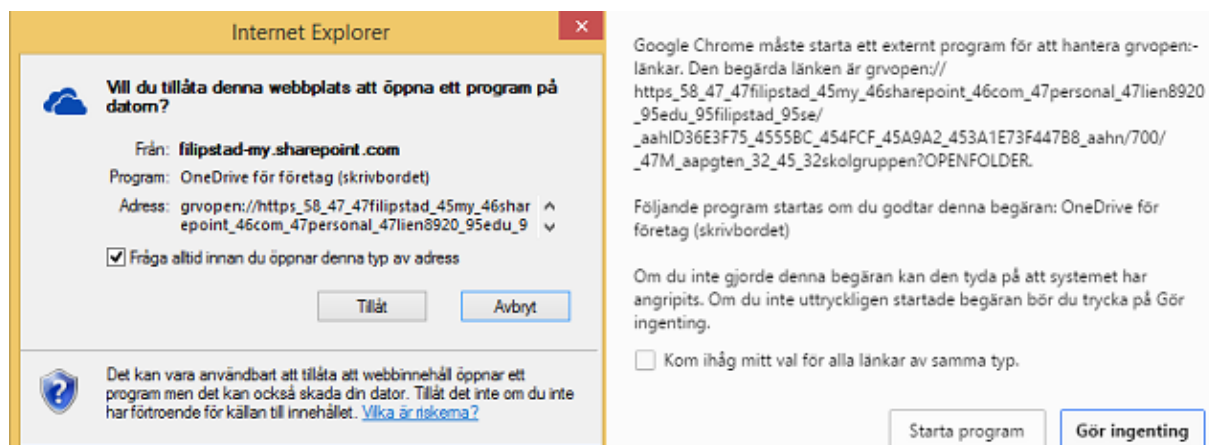 Internet Explorer
Vill du tillåta denna webbplats att öppna ett program på
datorn?
Från: filipstad-my.sharepoint.com
Program: OneDrive för företag (skrivbordet)
Adress: grvopen://https_58_47_47filipstad_45my_46shar
epoint_46com_47personal_47lien8920_95edu_9
Fråga alltid innan du öppnar denna typ av adress
Tillåt
Avbryt
Det kan vara användbart att tillåta att webbinnehåll öppnar ett
program men det kan också skada din dator. Tillåt det inte om du inte
har förtroende för källan till innehållet. Vilka är riskerna?
Google Chrome måste starta ett externt program för att hantera grvopen:-
länkar. Den begärda länken är grvopen://
https_58_47_47filipstad_45my_46sharepoint_46com_47personal_47lien8920
_95edu_95filipstad_95se/
_aahID36E3F75_4555BC_454FCF_45A9A2_453A1E73F447B8_aahn/700/
_47M_aapgten_32_45_32skolgruppen?OPENFOLDER.
Följande program startas om du godtar denna begäran: OneDrive för
företag (skrivbordet)
Om du inte gjorde denna begäran kan den tyda på att systemet har
angripits. Om du inte uttryckligen startade begäran bör du trycka på Gör
ingenting.
Kom ihåg mitt val för alla länkar av samma typ.
Starta program
Gör ingenting